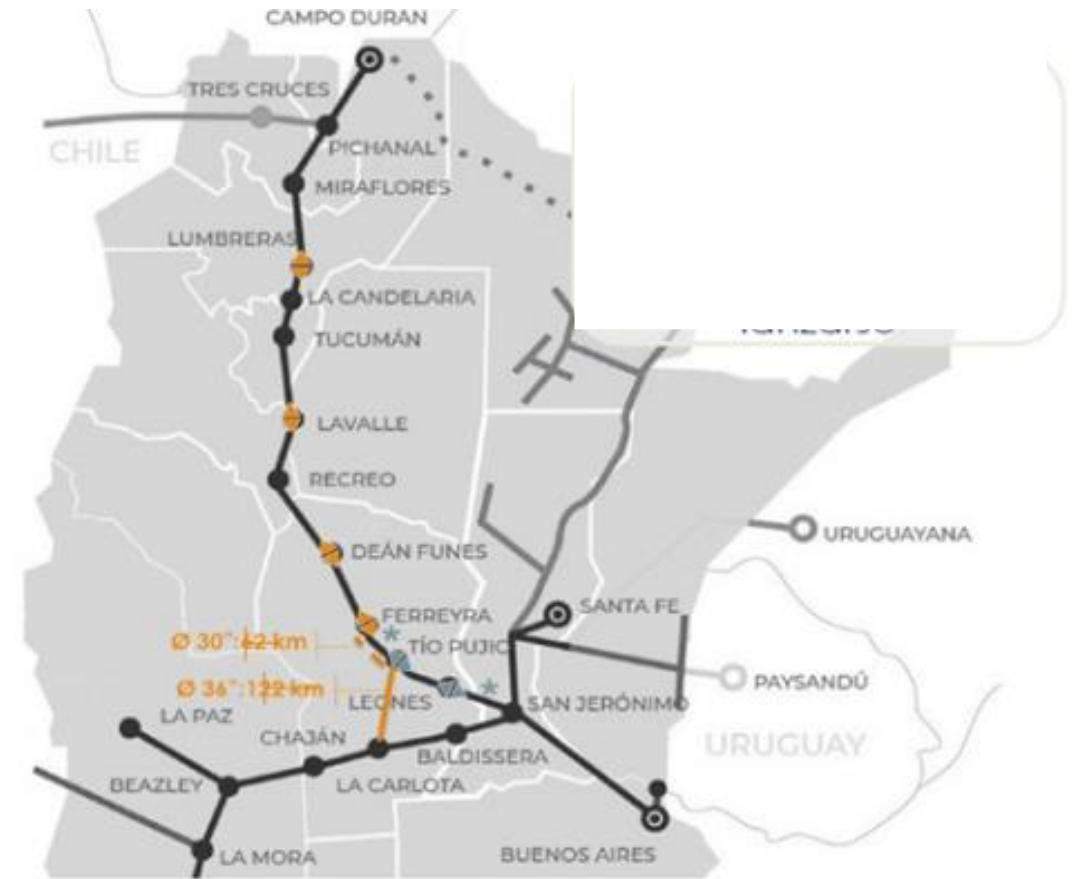 CAMPO DURAN
TRES CRUCES
CHILE
PICHANAL
MIRAFLORES
LUMBRERAS
LA CANDELARIA
TUCUMÁN
LAVALLE
RECREO
URUGUAYANA
DEÁN FUNES
FERREYRA
SANTA FE
Ø 30":62 km
* TÍO PUJIO
PAYSANDÚ
Ø 36":122 km
*
LEONES
SAN JERÓNIMO
LA PAZ
CHAJÁN
URUGUAY
BALDISSERA
BEAZLEY
LA CARLOTA
LA MORA
BUENOS AIRES